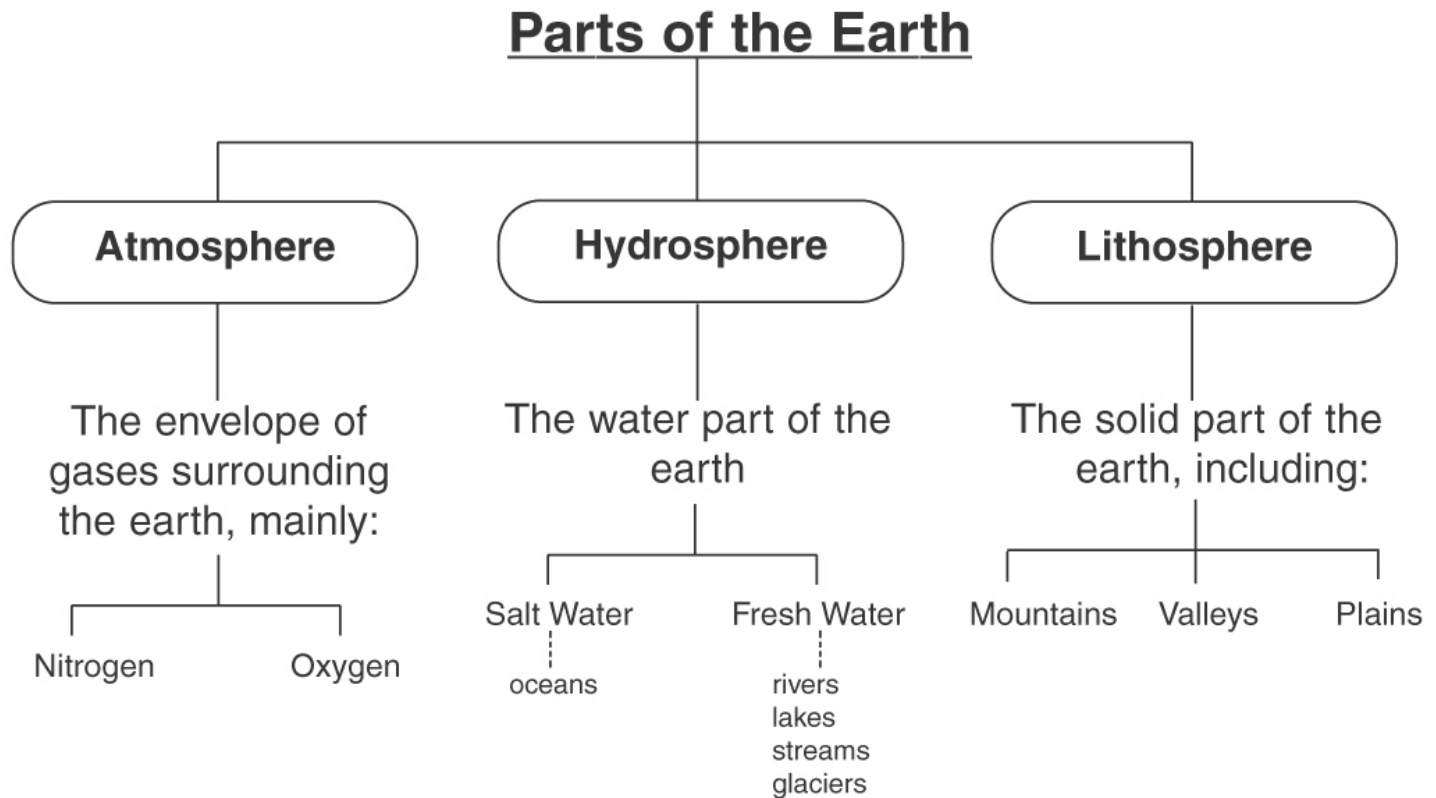 Parts of the Earth
Atmosphere
Hydrosphere
Lithosphere
The envelope of
gases surrounding
the earth, mainly:
Nitrogen
Oxygen
The water part of the
earth
Salt Water
oceans
Fresh Water
rivers
lakes
streams
glaciers
The solid part of the
earth, including:
Mountains
Valleys
Plains